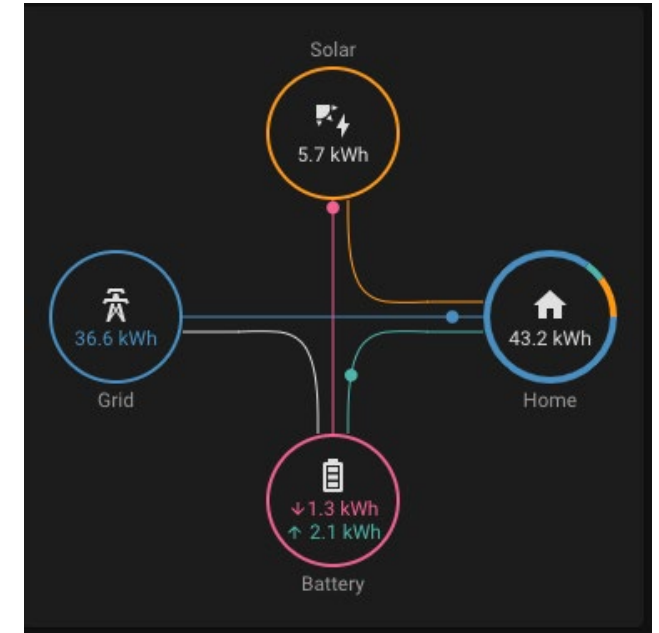 Solar
5.7 kWh
36.6 kWh
Grid
43.2 kWh
Home
↓1.3 kWh
↑ 2.1 kWh
Battery